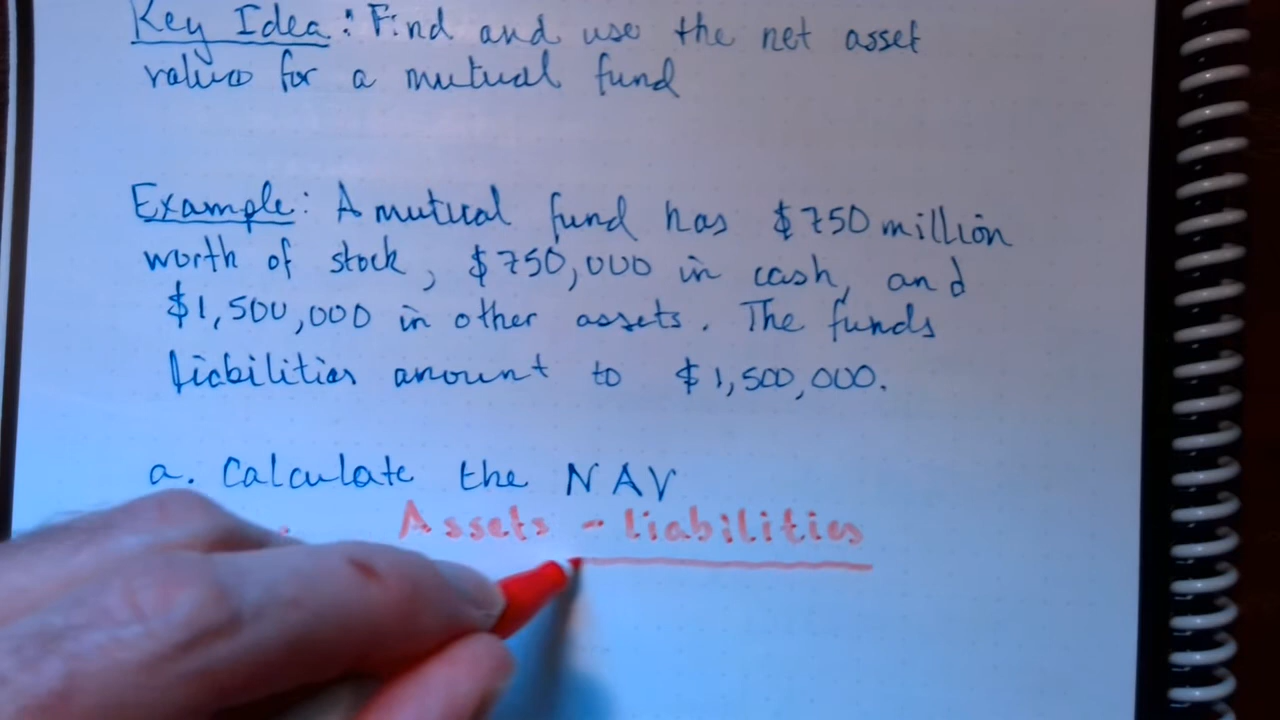 Key Idea: Find and use the net asset
value for a mutual fund
Example: A mutual fund has $750 million
worth of stock, $750,000 in cash, and
$1,500,000 in other assets. The funds
liabilities amount to $1,500,000.
a. Calculate the NAV
Assets - liabilities